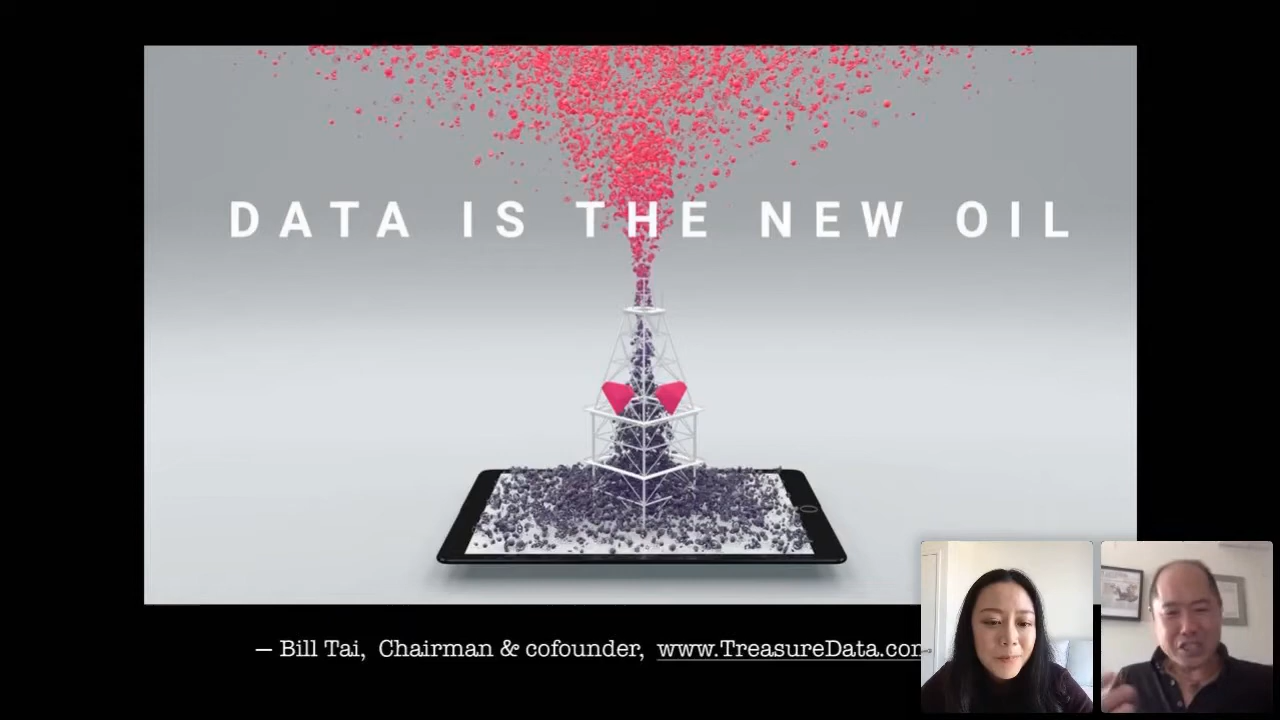 DATA IS THE NEW OIL
— Bill Tai, Chairman & cofounder, www.TreasureData.com